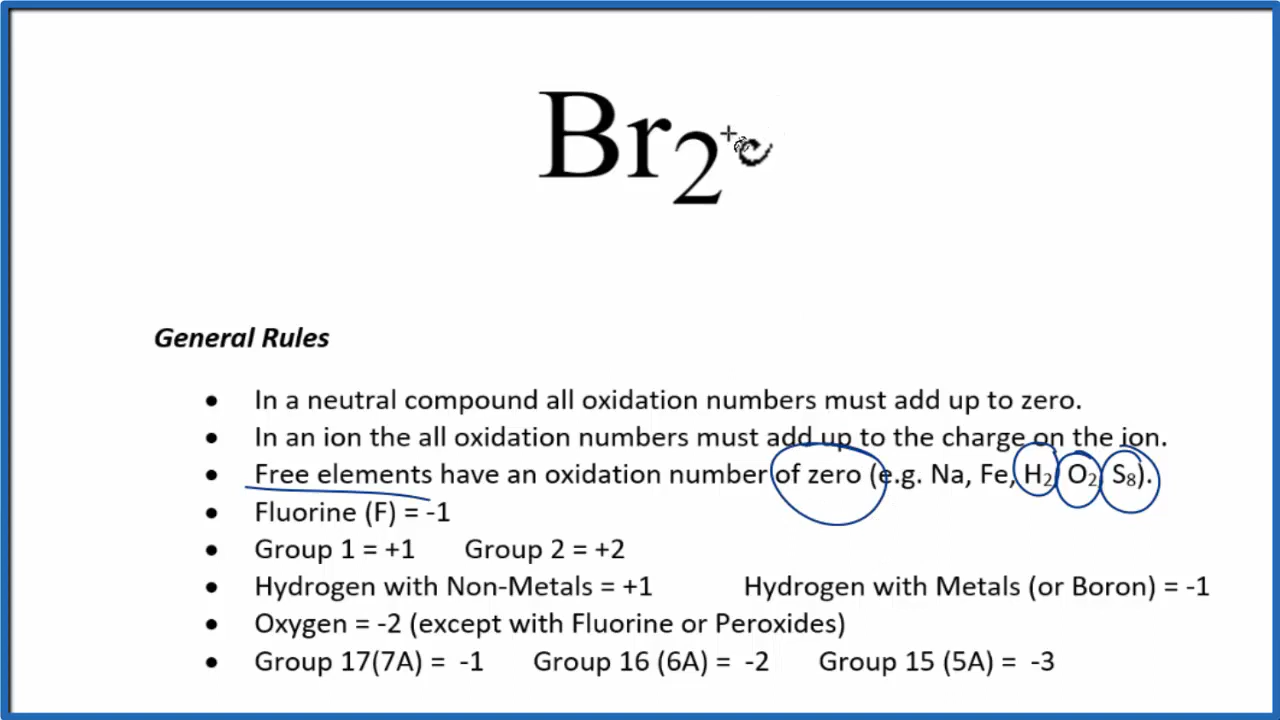 Br₂
General Rules
• In a neutral compound all oxidation numbers must add up to zero.
• In an ion the all oxidation numbers must add up to the charge on the ion.
• Free elements have an oxidation number of zero (e.g. Na, Fe, H₂ O₂ S₈).
• Fluorine (F) = -1
• Group 1 = +1 Group 2 = +2
• Hydrogen with Non-Metals = +1 Hydrogen with Metals (or Boron) = -1
• Oxygen = -2 (except with Fluorine or Peroxides)
• Group 17(7A) = -1 Group 16 (6A) = -2 Group 15 (5A) = -3